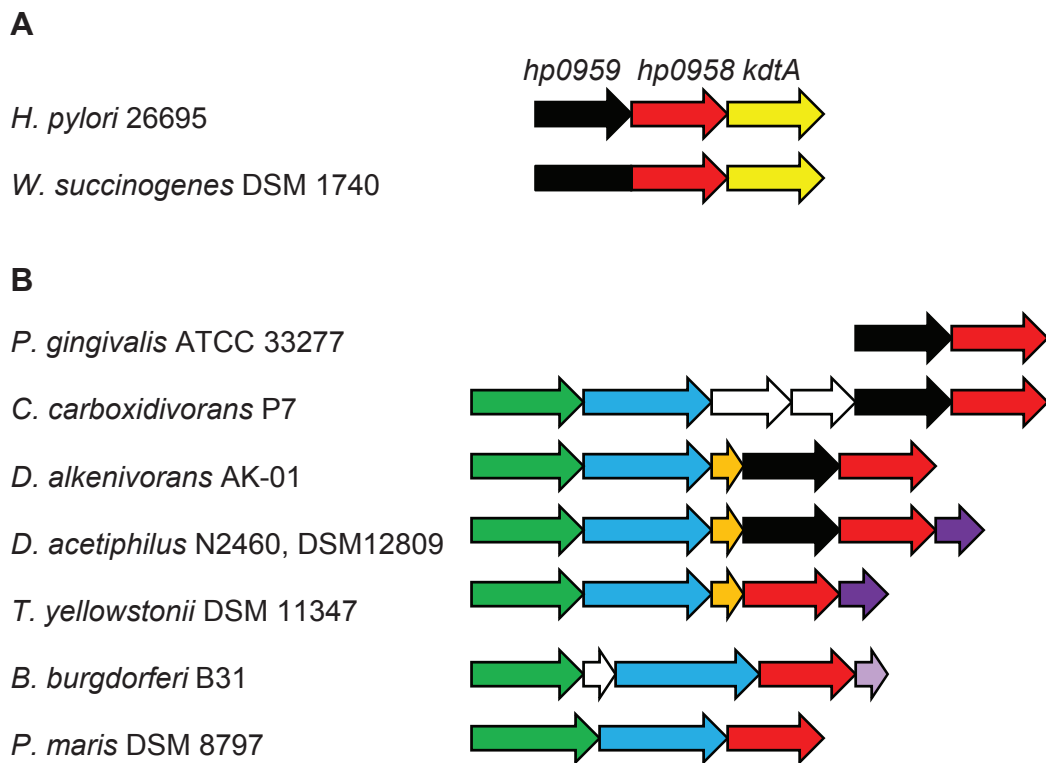 A
hp0959 hp0958 kdtA
H. pylori 26695
W. succinogenes DSM 1740
B
P. gingivalis ATCC 33277
C. carboxidivorans P7
D. alkenivorans AK-01
D. acetiphilus N2460, DSM12809
T. yellowstonii DSM 11347
B. burgdorferi B31
P. maris DSM 8797